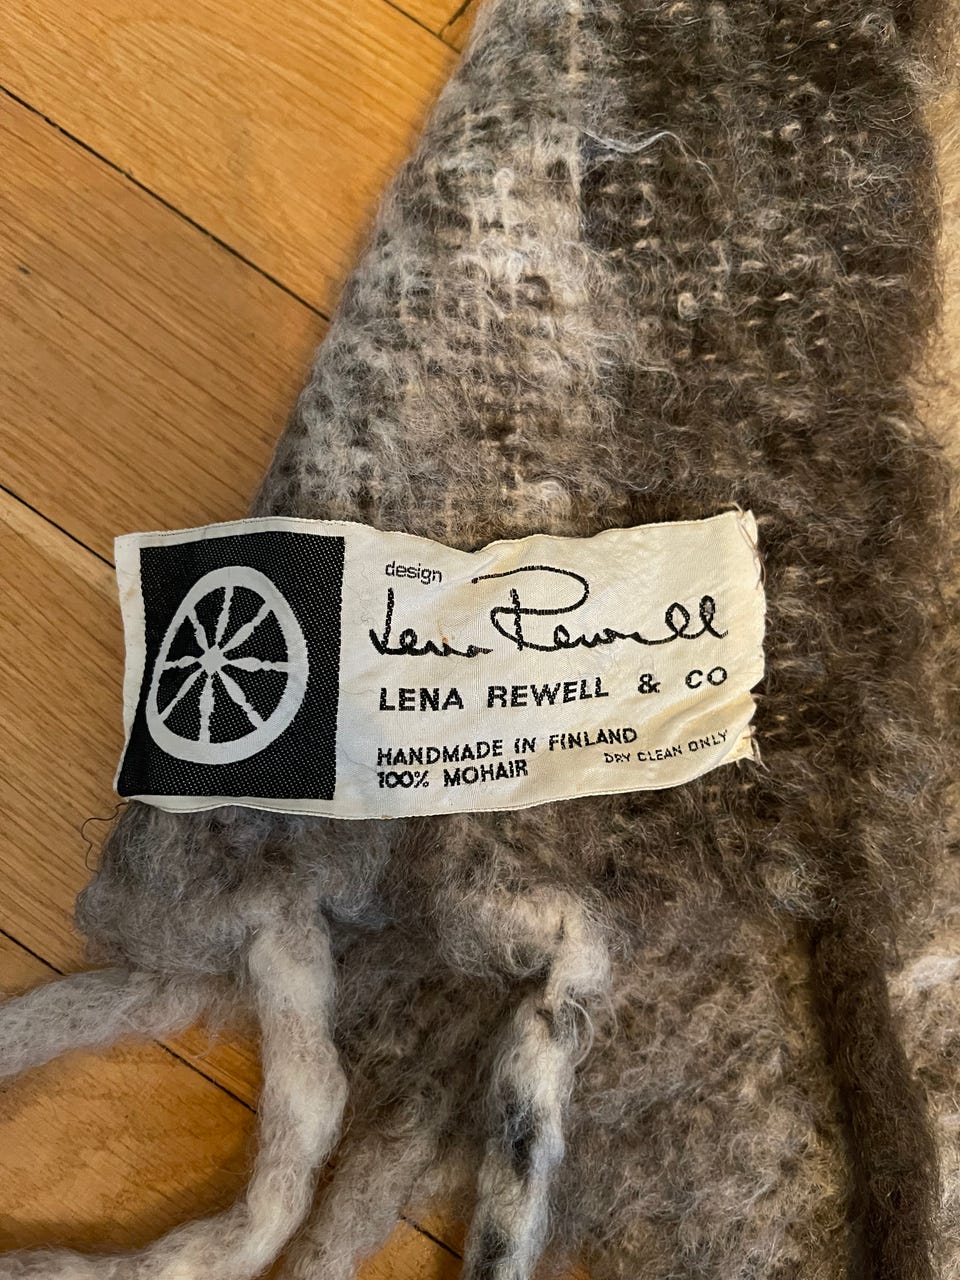 design
Lena Rewell
LENA REWELL & CO
HANDMADE IN FINLAND
100% MOHAIR
DRY CLEAN ONLY